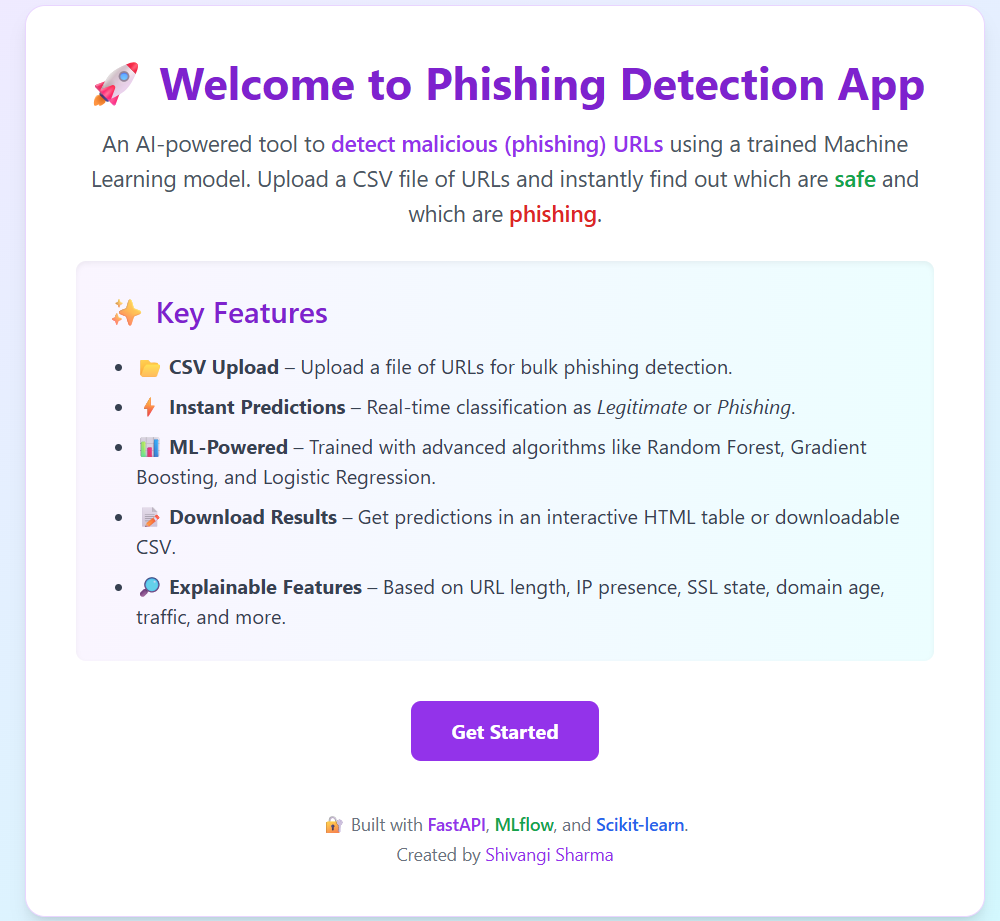 🚀 Welcome to Phishing Detection App
An AI-powered tool to detect malicious (phishing) URLs using a trained Machine
Learning model. Upload a CSV file of URLs and instantly find out which are safe and
which are phishing.
✨ Key Features
• 📂 CSV Upload – Upload a file of URLs for bulk phishing detection.
• ⚡ Instant Predictions – Real-time classification as Legitimate or Phishing.
• 📊 ML-Powered – Trained with advanced algorithms like Random Forest, Gradient
Boosting, and Logistic Regression.
• 📝 Download Results – Get predictions in an interactive HTML table or downloadable
CSV.
• 🔎 Explainable Features – Based on URL length, IP presence, SSL state, domain age,
traffic, and more.
Get Started
🔐 Built with FastAPI, MLflow, and Scikit-learn.
Created by Shivangi Sharma